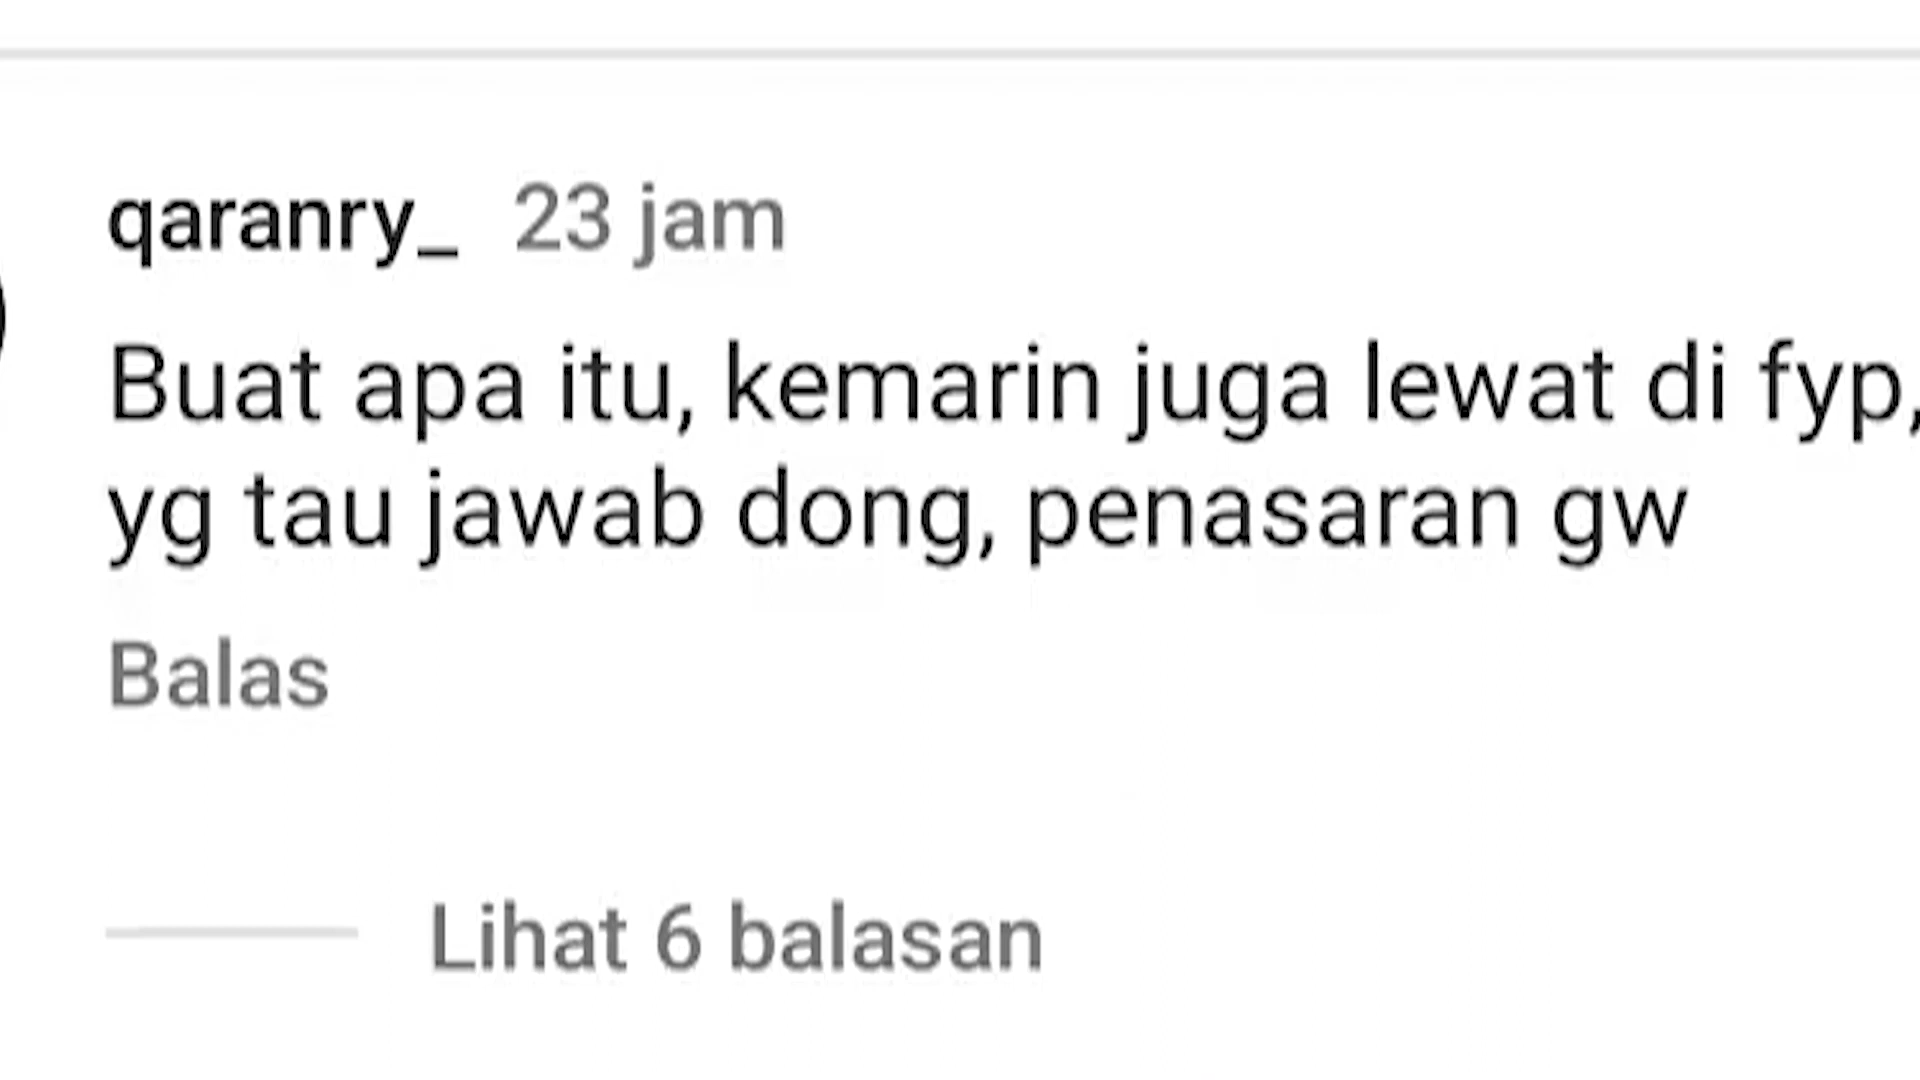 qaranry_ 23 jam
Buat apa itu, kemarin juga lewat di fyp,
yg tau jawab dong, penasaran gw
Balas
Lihat 6 balasan